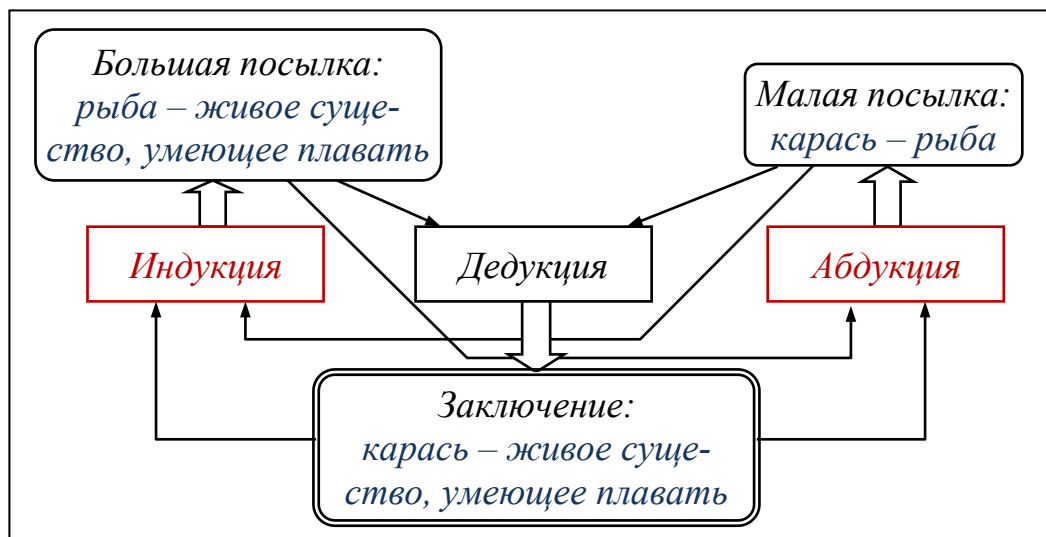 Большая посылка:
рыба – живое суще-
ство, умеющее плавать
Малая посылка:
карась – рыба
Индукция
Дедукция
Абдукция
Заключение:
карась – живое суще-
ство, умеющее плавать